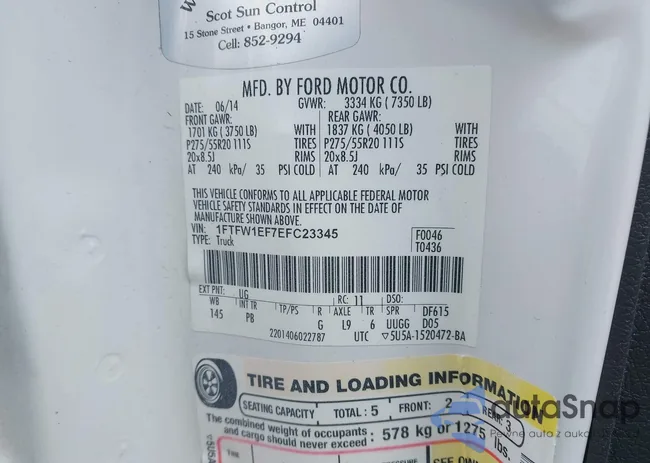 Scot Sun Control
15 Stone Street • Bangor, ME 04401
Cell: 852-9294
MFD. BY FORD MOTOR CO.
DATE: 06/14 GVWR: 3334 KG ( 7350 LB)
FRONT GAWR: REAR GAWR:
1701 KG ( 3750 LB) WITH 1837 KG ( 4050 LB) WITH
P275/55R20 111S TIRES P275/55R20 111S TIRES
20x8.5J RIMS 20x8.5J RIMS
AT 240 kPa/ 35 PSI COLD AT 240 kPa/ 35 PSI COLD
THIS VEHICLE CONFORMS TO ALL APPLICABLE FEDERAL MOTOR
VEHICLE SAFETY STANDARDS IN EFFECT ON THE DATE OF
MANUFACTURE SHOWN ABOVE.
VIN: 1FTFW1EF7EFC23345 F0046
TYPE: Truck T0436
EXT PNT: UG RC: 11 DSO:
WB INT TR TP/PS R AXLE TR SPR DF615
145 PB G L9 6 UUGG D05
2201406022787 UTC ▽5U5A-1520472-BA
TIRE AND LOADING INFORMATION
SEATING CAPACITY TOTAL : 5 FRONT: 2 REAR: 3
The combined weight of occupants
and cargo should never exceed : 578 kg or 1275 lbs.
TIRE
SEE OWN
autoSnap
Pewne auto z aukcji